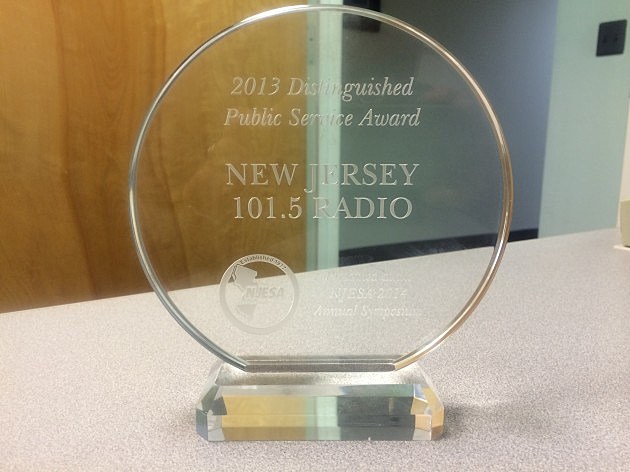 2013 Distinguished
Public Service Award
NEW JERSEY
101.5 RADIO
NJESA
NJESA 2014
Annual Symposium